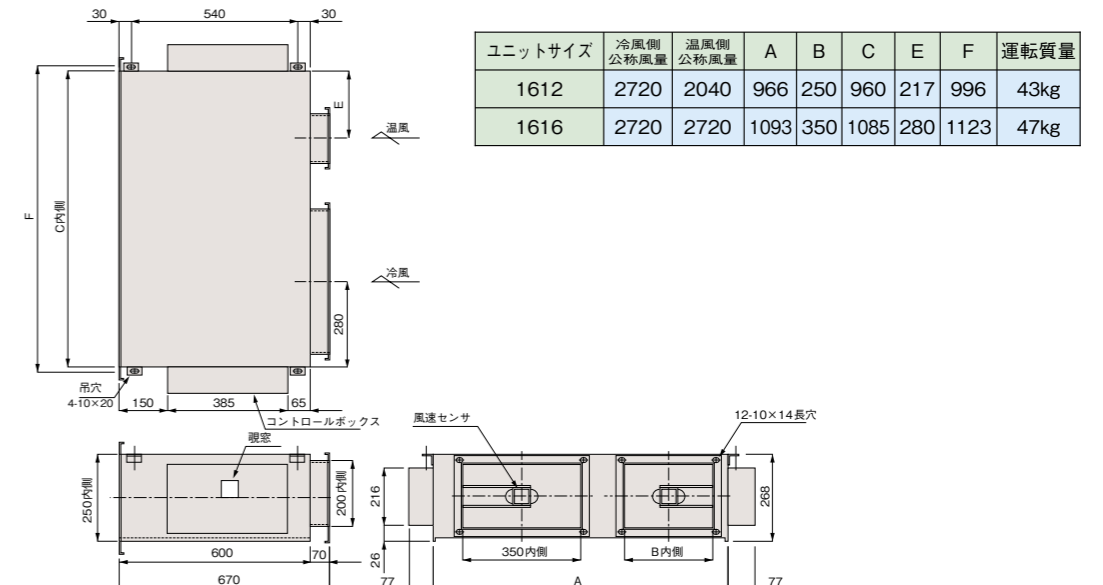 30 540 30
E
温風
F
C内側
冷風
280
吊穴
4-10×20
150 385 65
コントロールボックス
ユニットサイズ 冷風側公称風量 温風側公称風量 A B C E F 運転質量
1612 2720 2040 966 250 960 217 996 43kg
1616 2720 2720 1093 350 1085 280 1123 47kg
覗窓
250内側
200内側
600 70
670
風速センサ
12-10×14長穴
216
268
26
350内側 B内側
77 A 77